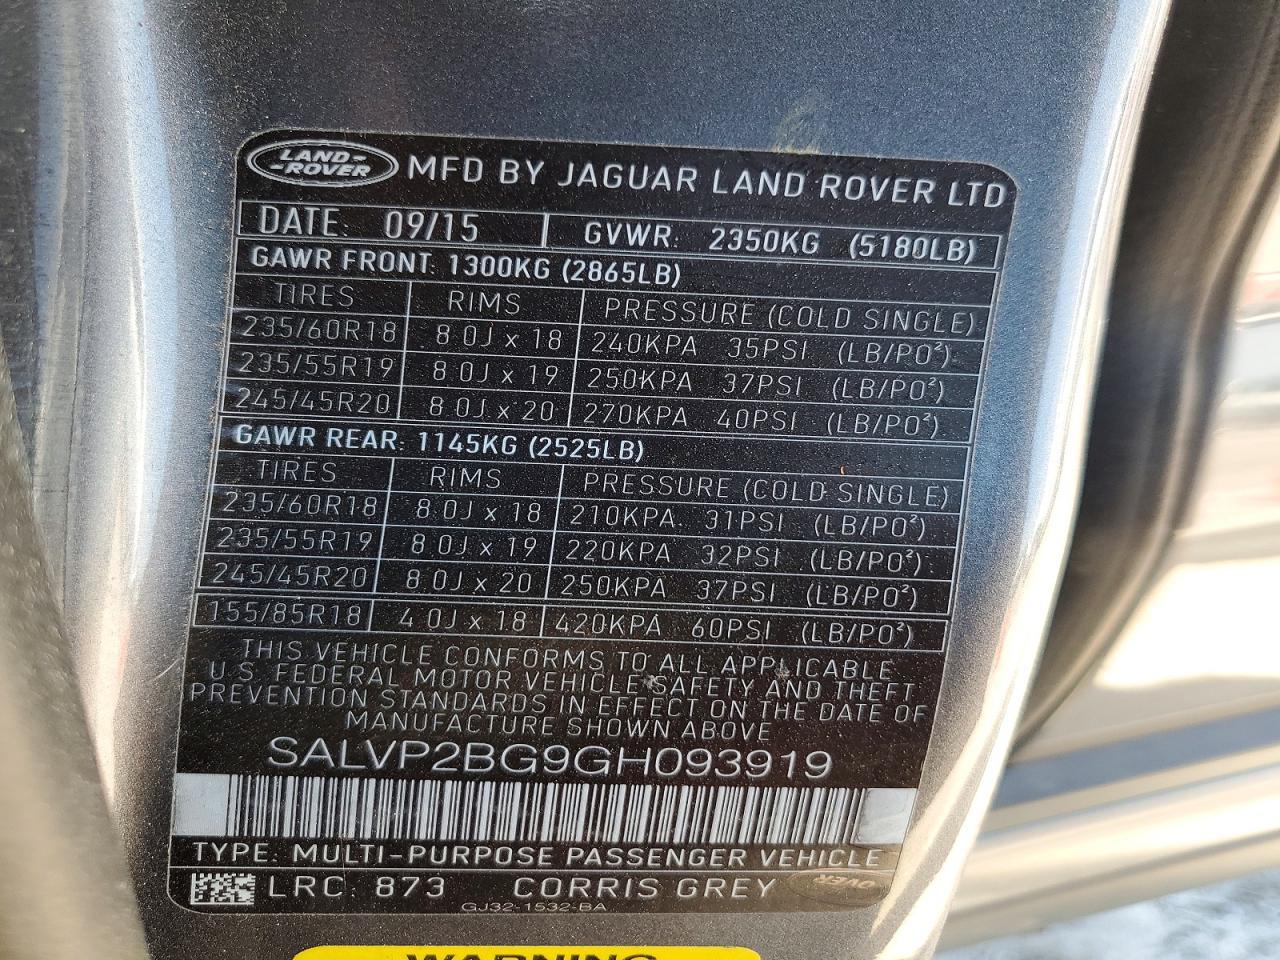 LAND-
-ROVER
MFD BY JAGUAR LAND ROVER LTD
DATE: 09/15 GVWR: 2350KG (5180LB)
GAWR FRONT: 1300KG (2865LB)
TIRES RIMS PRESSURE (COLD SINGLE)
235/60R18 8.0J x 18 240KPA 35PSI (LB/PO²)
235/55R19 8.0J x 19 250KPA 37PSI (LB/PO²)
245/45R20 8.0J x 20 270KPA 40PSI (LB/PO²)
GAWR REAR: 1145KG (2525LB)
TIRES RIMS PRESSURE (COLD SINGLE)
235/60R18 8.0J x 18 210KPA 31PSI (LB/PO²)
235/55R19 8.0J x 19 220KPA 32PSI (LB/PO²)
245/45R20 8.0J x 20 250KPA 37PSI (LB/PO²)
155/85R18 4.0J x 18 420KPA 60PSI (LB/PO²)
THIS VEHICLE CONFORMS TO ALL APPLICABLE
U.S. FEDERAL MOTOR VEHICLE SAFETY AND THEFT
PREVENTION STANDARDS IN EFFECT ON THE DATE OF
MANUFACTURE SHOWN ABOVE
SALVP2BG9GH093919
TYPE: MULTI-PURPOSE PASSENGER VEHICLE
LRC: 873 CORRIS GREY OVER
GJ32-1532-BA
WARNING